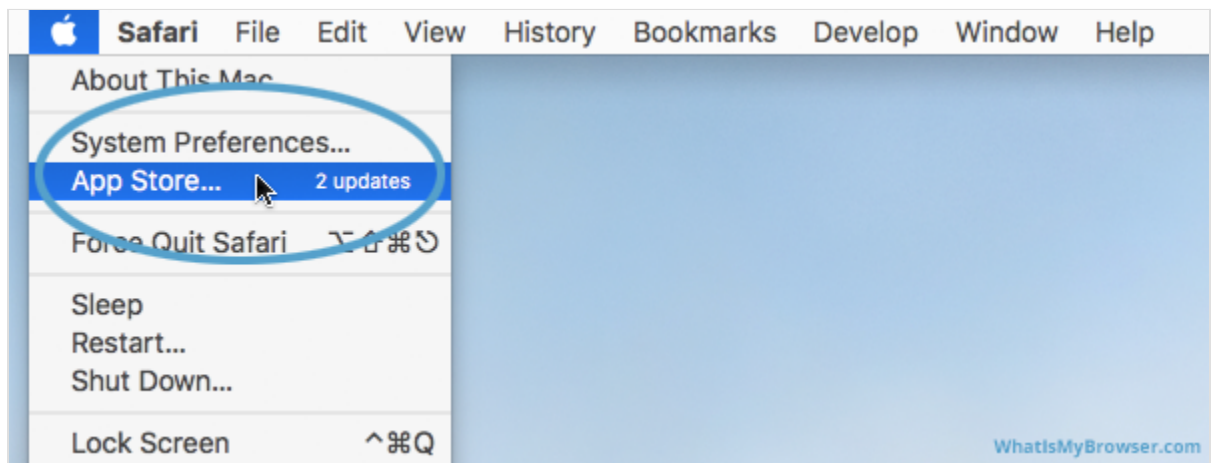 Safari File Edit View History Bookmarks Develop Window Help
About This Mac
System Preferences...
App Store... 2 updates
Force Quit Safari ⌥⇧⌘⎋
Sleep
Restart...
Shut Down...
Lock Screen ^⌘Q
WhatIsMyBrowser.com